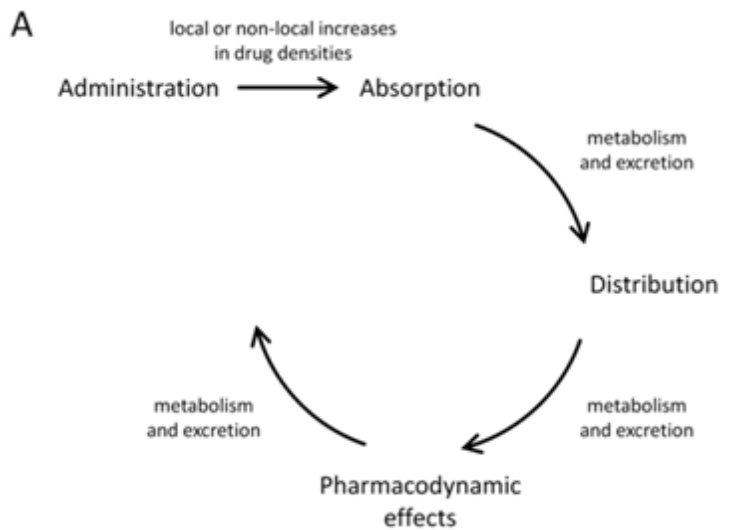 A
local or non-local increases
in drug densities
Administration
Absorption
metabolism
and excretion
Distribution
metabolism
and excretion
Pharmacodynamic
effects
metabolism
and excretion